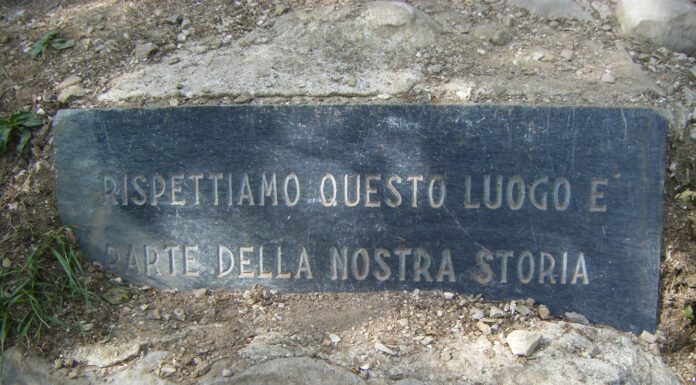 RISPETTIAMO QUESTO LUOGO E'
PARTE DELLA NOSTRA STORIA